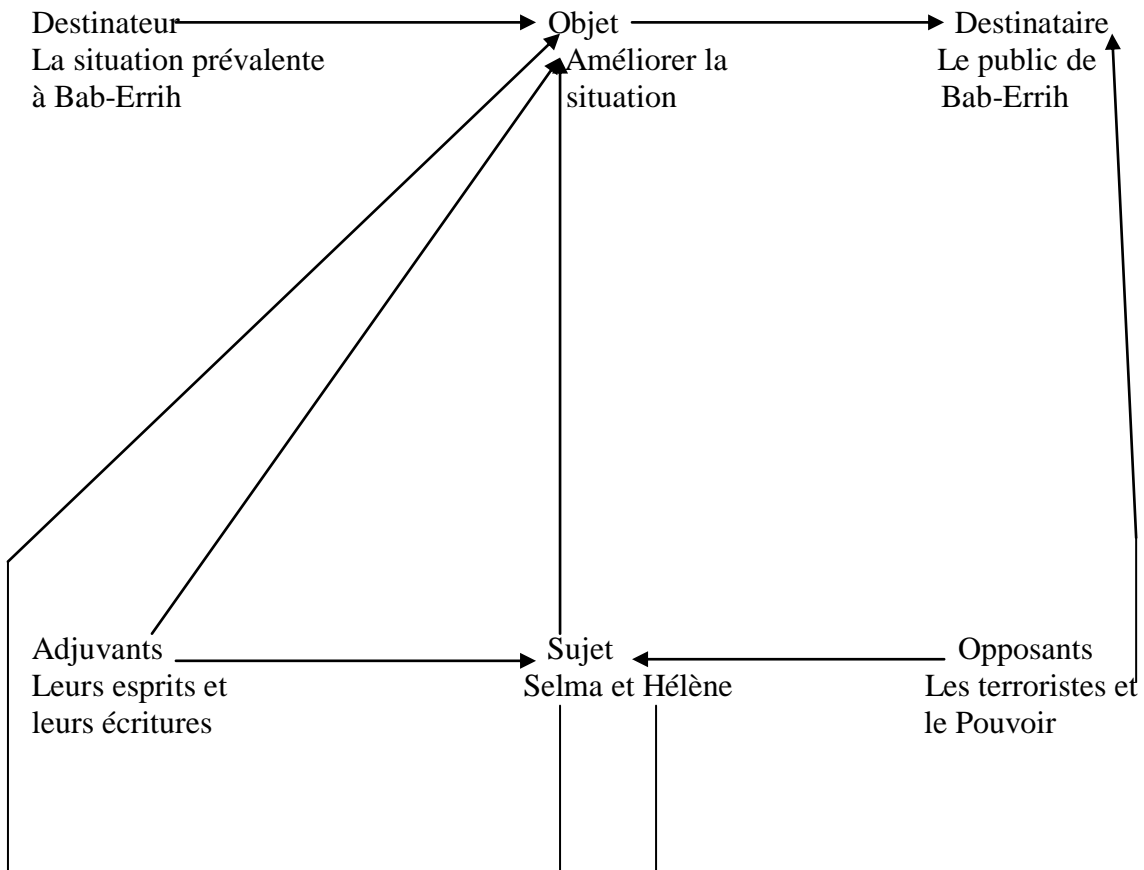 Destinateur
La situation prévalente
à Bab-Errih
Objet
Améliorer la
situation
Destinataire
Le public de
Bab-Errih
Adjuvants
Leurs esprits et
leurs écritures
Sujet
Selma et Hélène
Opposants
Les terroristes et
le Pouvoir